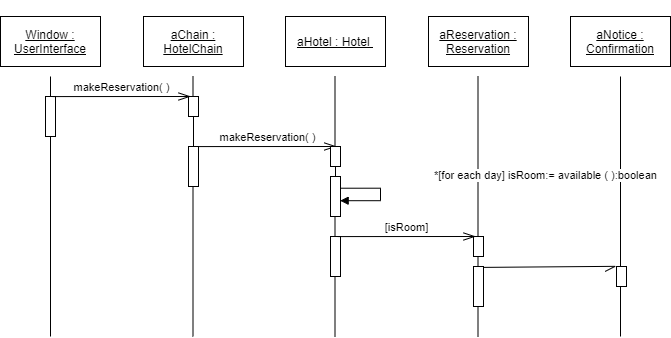 Window :
UserInterface
aChain :
HotelChain
aHotel : Hotel
aReservation :
Reservation
aNotice :
Confirmation
makeReservation( )
makeReservation( )
*[for each day] isRoom:= available ( ):boolean
[isRoom]